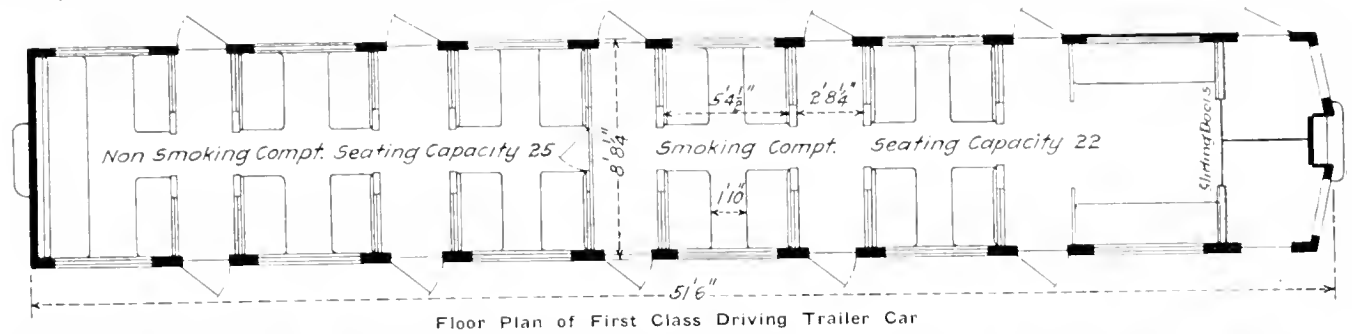 5'4½" 2'8¼"
Non Smoking Compt. Seating Capacity 25
8'8¼"
Smoking Compt. Seating Capacity 22
Sliding Doors
1'10"
51'6"
Floor Plan of First Class Driving Trailer Car